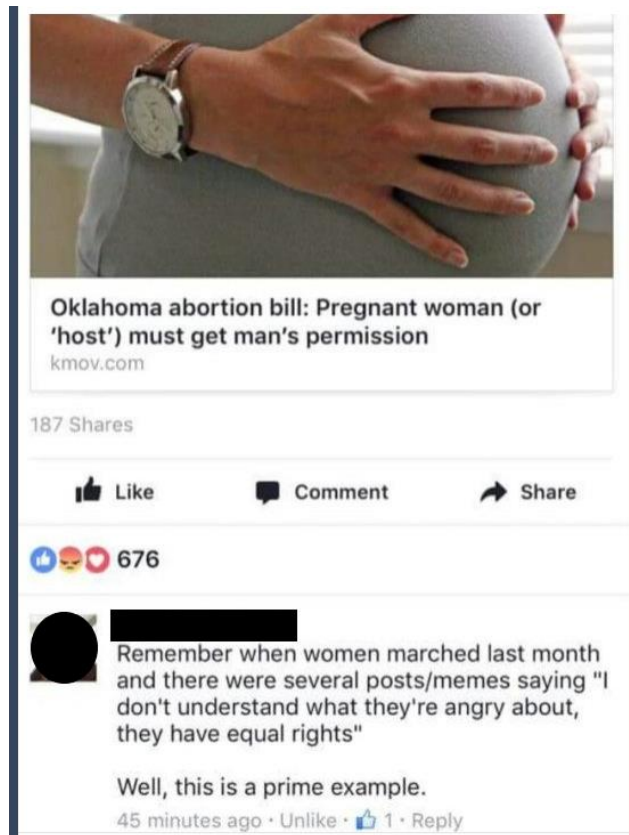 Oklahoma abortion bill: Pregnant woman (or
'host') must get man's permission
kmov.com
187 Shares
Like Comment Share
676
Remember when women marched last month
and there were several posts/memes saying "I
don't understand what they're angry about,
they have equal rights"
Well, this is a prime example.
45 minutes ago · Unlike · 1 · Reply